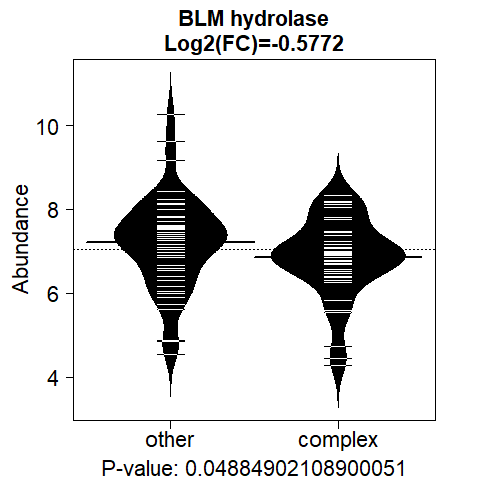 BLM hydrolase
Log2(FC)=-0.5772
Abundance
10
8
6
4
other complex
P-value: 0.04884902108900051